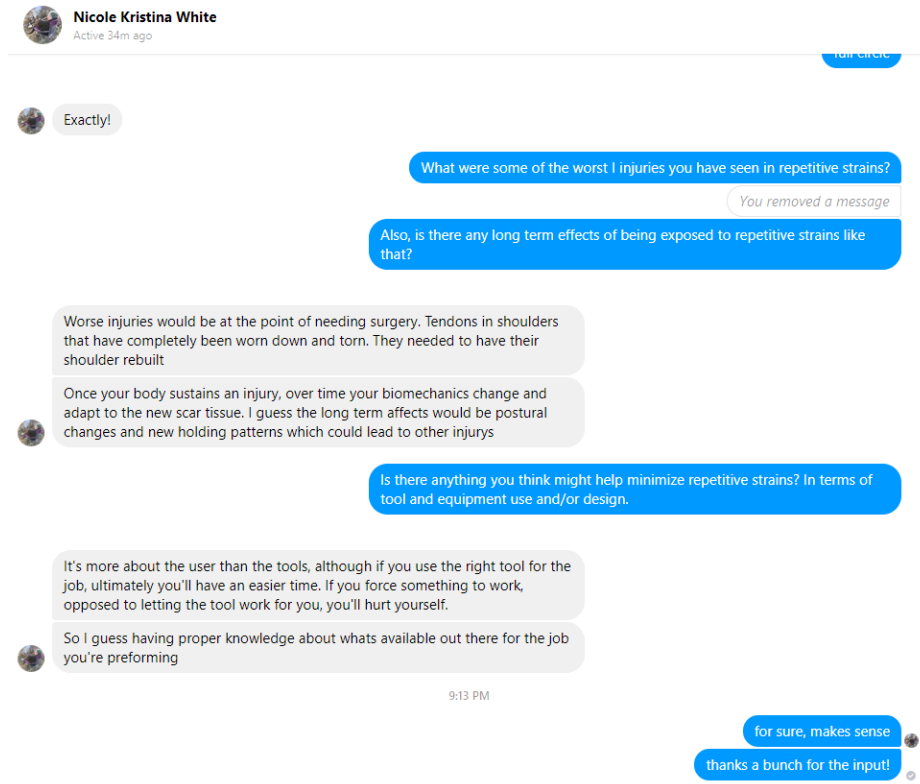 Nicole Kristina White
Active 34m ago
full circle
Exactly!
What were some of the worst I injuries you have seen in repetitive strains?
You removed a message
Also, is there any long term effects of being exposed to repetitive strains like
that?
Worse injuries would be at the point of needing surgery. Tendons in shoulders
that have completely been worn down and torn. They needed to have their
shoulder rebuilt
Once your body sustains an injury, over time your biomechanics change and
adapt to the new scar tissue. I guess the long term affects would be postural
changes and new holding patterns which could lead to other injurys
Is there anything you think might help minimize repetitive strains? In terms of
tool and equipment use and/or design.
It's more about the user than the tools, although if you use the right tool for the
job, ultimately you'll have an easier time. If you force something to work,
opposed to letting the tool work for you, you'll hurt yourself.
So I guess having proper knowledge about whats available out there for the job
you're preforming
9:13 PM
for sure, makes sense
thanks a bunch for the input!